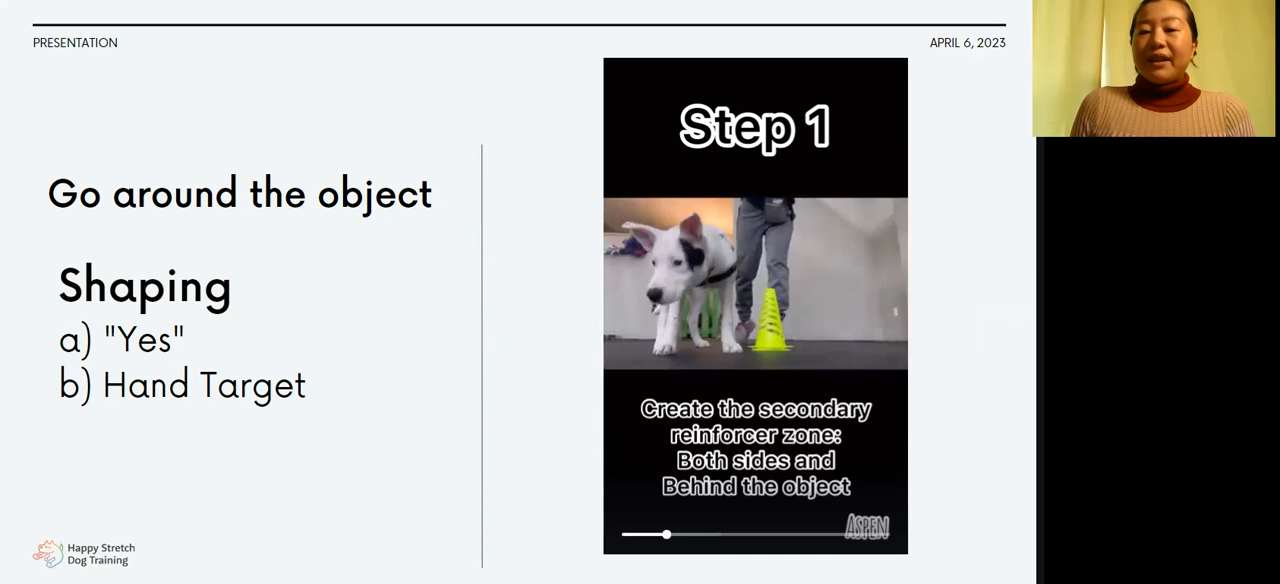 PRESENTATION
APRIL 6, 2023
Go around the object
Shaping
a) "Yes"
b) Hand Target
Step 1
Create the secondary
reinforcer zone:
Both sides and
Behind the object
ASPEN
Happy Stretch
Dog Training